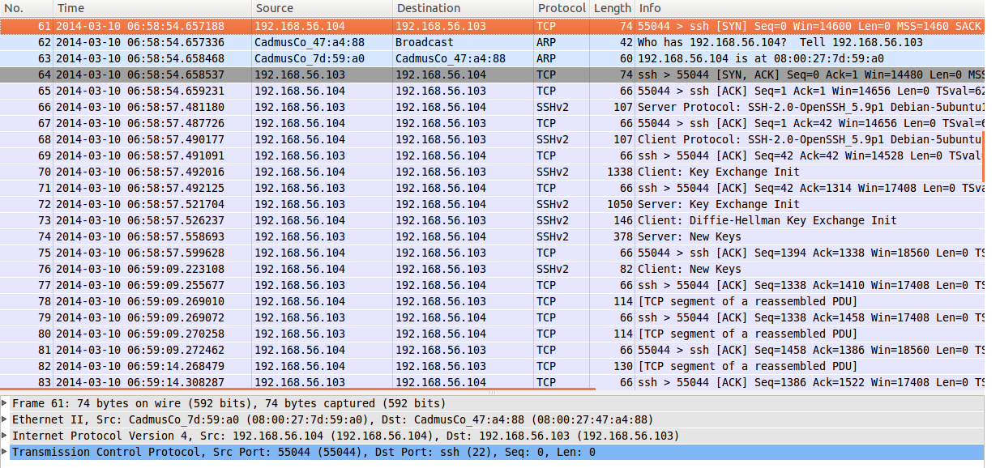 No. Time Source Destination Protocol Length Info
61 2014-03-10 06:58:54.657188 192.168.56.104 192.168.56.103 TCP 74 55044 > ssh [SYN] Seq=0 Win=14600 Len=0 MSS=1460 SACK
62 2014-03-10 06:58:54.657336 CadmusCo_47:a4:88 Broadcast ARP 42 Who has 192.168.56.104? Tell 192.168.56.103
63 2014-03-10 06:58:54.658468 CadmusCo_7d:59:a0 CadmusCo_47:a4:88 ARP 60 192.168.56.104 is at 08:00:27:7d:59:a0
64 2014-03-10 06:58:54.658537 192.168.56.103 192.168.56.104 TCP 74 ssh > 55044 [SYN, ACK] Seq=0 Ack=1 Win=14480 Len=0 MSS
65 2014-03-10 06:58:54.659231 192.168.56.104 192.168.56.103 TCP 66 55044 > ssh [ACK] Seq=1 Ack=1 Win=14656 Len=0 TSval=62
66 2014-03-10 06:58:57.481180 192.168.56.103 192.168.56.104 SSHv2 107 Server Protocol: SSH-2.0-OpenSSH_5.9p1 Debian-5ubuntu1
67 2014-03-10 06:58:57.487726 192.168.56.104 192.168.56.103 TCP 66 55044 > ssh [ACK] Seq=1 Ack=42 Win=14656 Len=0 TSval=6
68 2014-03-10 06:58:57.490177 192.168.56.104 192.168.56.103 SSHv2 107 Client Protocol: SSH-2.0-OpenSSH_5.9p1 Debian-5ubuntu
69 2014-03-10 06:58:57.491091 192.168.56.103 192.168.56.104 TCP 66 ssh > 55044 [ACK] Seq=42 Ack=42 Win=14528 Len=0 TSval
70 2014-03-10 06:58:57.492016 192.168.56.104 192.168.56.103 SSHv2 1338 Client: Key Exchange Init
71 2014-03-10 06:58:57.492125 192.168.56.103 192.168.56.104 TCP 66 ssh > 55044 [ACK] Seq=42 Ack=1314 Win=17408 Len=0 TSva
72 2014-03-10 06:58:57.521704 192.168.56.103 192.168.56.104 SSHv2 1050 Server: Key Exchange Init
73 2014-03-10 06:58:57.526237 192.168.56.104 192.168.56.103 SSHv2 146 Client: Diffie-Hellman Key Exchange Init
74 2014-03-10 06:58:57.558693 192.168.56.103 192.168.56.104 SSHv2 378 Server: New Keys
75 2014-03-10 06:58:57.599628 192.168.56.104 192.168.56.103 TCP 66 55044 > ssh [ACK] Seq=1394 Ack=1338 Win=18560 Len=0 TS
76 2014-03-10 06:59:09.223108 192.168.56.104 192.168.56.103 SSHv2 82 Client: New Keys
77 2014-03-10 06:59:09.255677 192.168.56.103 192.168.56.104 TCP 66 ssh > 55044 [ACK] Seq=1338 Ack=1410 Win=17408 Len=0 TS
78 2014-03-10 06:59:09.269010 192.168.56.104 192.168.56.103 TCP 114 [TCP segment of a reassembled PDU]
79 2014-03-10 06:59:09.269072 192.168.56.103 192.168.56.104 TCP 66 ssh > 55044 [ACK] Seq=1338 Ack=1458 Win=17408 Len=0 TS
80 2014-03-10 06:59:09.270258 192.168.56.103 192.168.56.104 TCP 114 [TCP segment of a reassembled PDU]
81 2014-03-10 06:59:09.272462 192.168.56.104 192.168.56.103 TCP 66 55044 > ssh [ACK] Seq=1458 Ack=1386 Win=18560 Len=0 TS
82 2014-03-10 06:59:14.268479 192.168.56.104 192.168.56.103 TCP 130 [TCP segment of a reassembled PDU]
83 2014-03-10 06:59:14.308287 192.168.56.103 192.168.56.104 TCP 66 ssh > 55044 [ACK] Seq=1386 Ack=1522 Win=17408 Len=0 TS
Frame 61: 74 bytes on wire (592 bits), 74 bytes captured (592 bits)
Ethernet II, Src: CadmusCo_7d:59:a0 (08:00:27:7d:59:a0), Dst: CadmusCo_47:a4:88 (08:00:27:47:a4:88)
Internet Protocol Version 4, Src: 192.168.56.104 (192.168.56.104), Dst: 192.168.56.103 (192.168.56.103)
Transmission Control Protocol, Src Port: 55044 (55044), Dst Port: ssh (22), Seq: 0, Len: 0